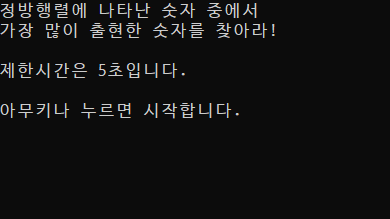 정방행렬에 나타난 숫자 중에서
가장 많이 출현한 숫자를 찾아라!
제한시간은 5초입니다.
아무키나 누르면 시작합니다.